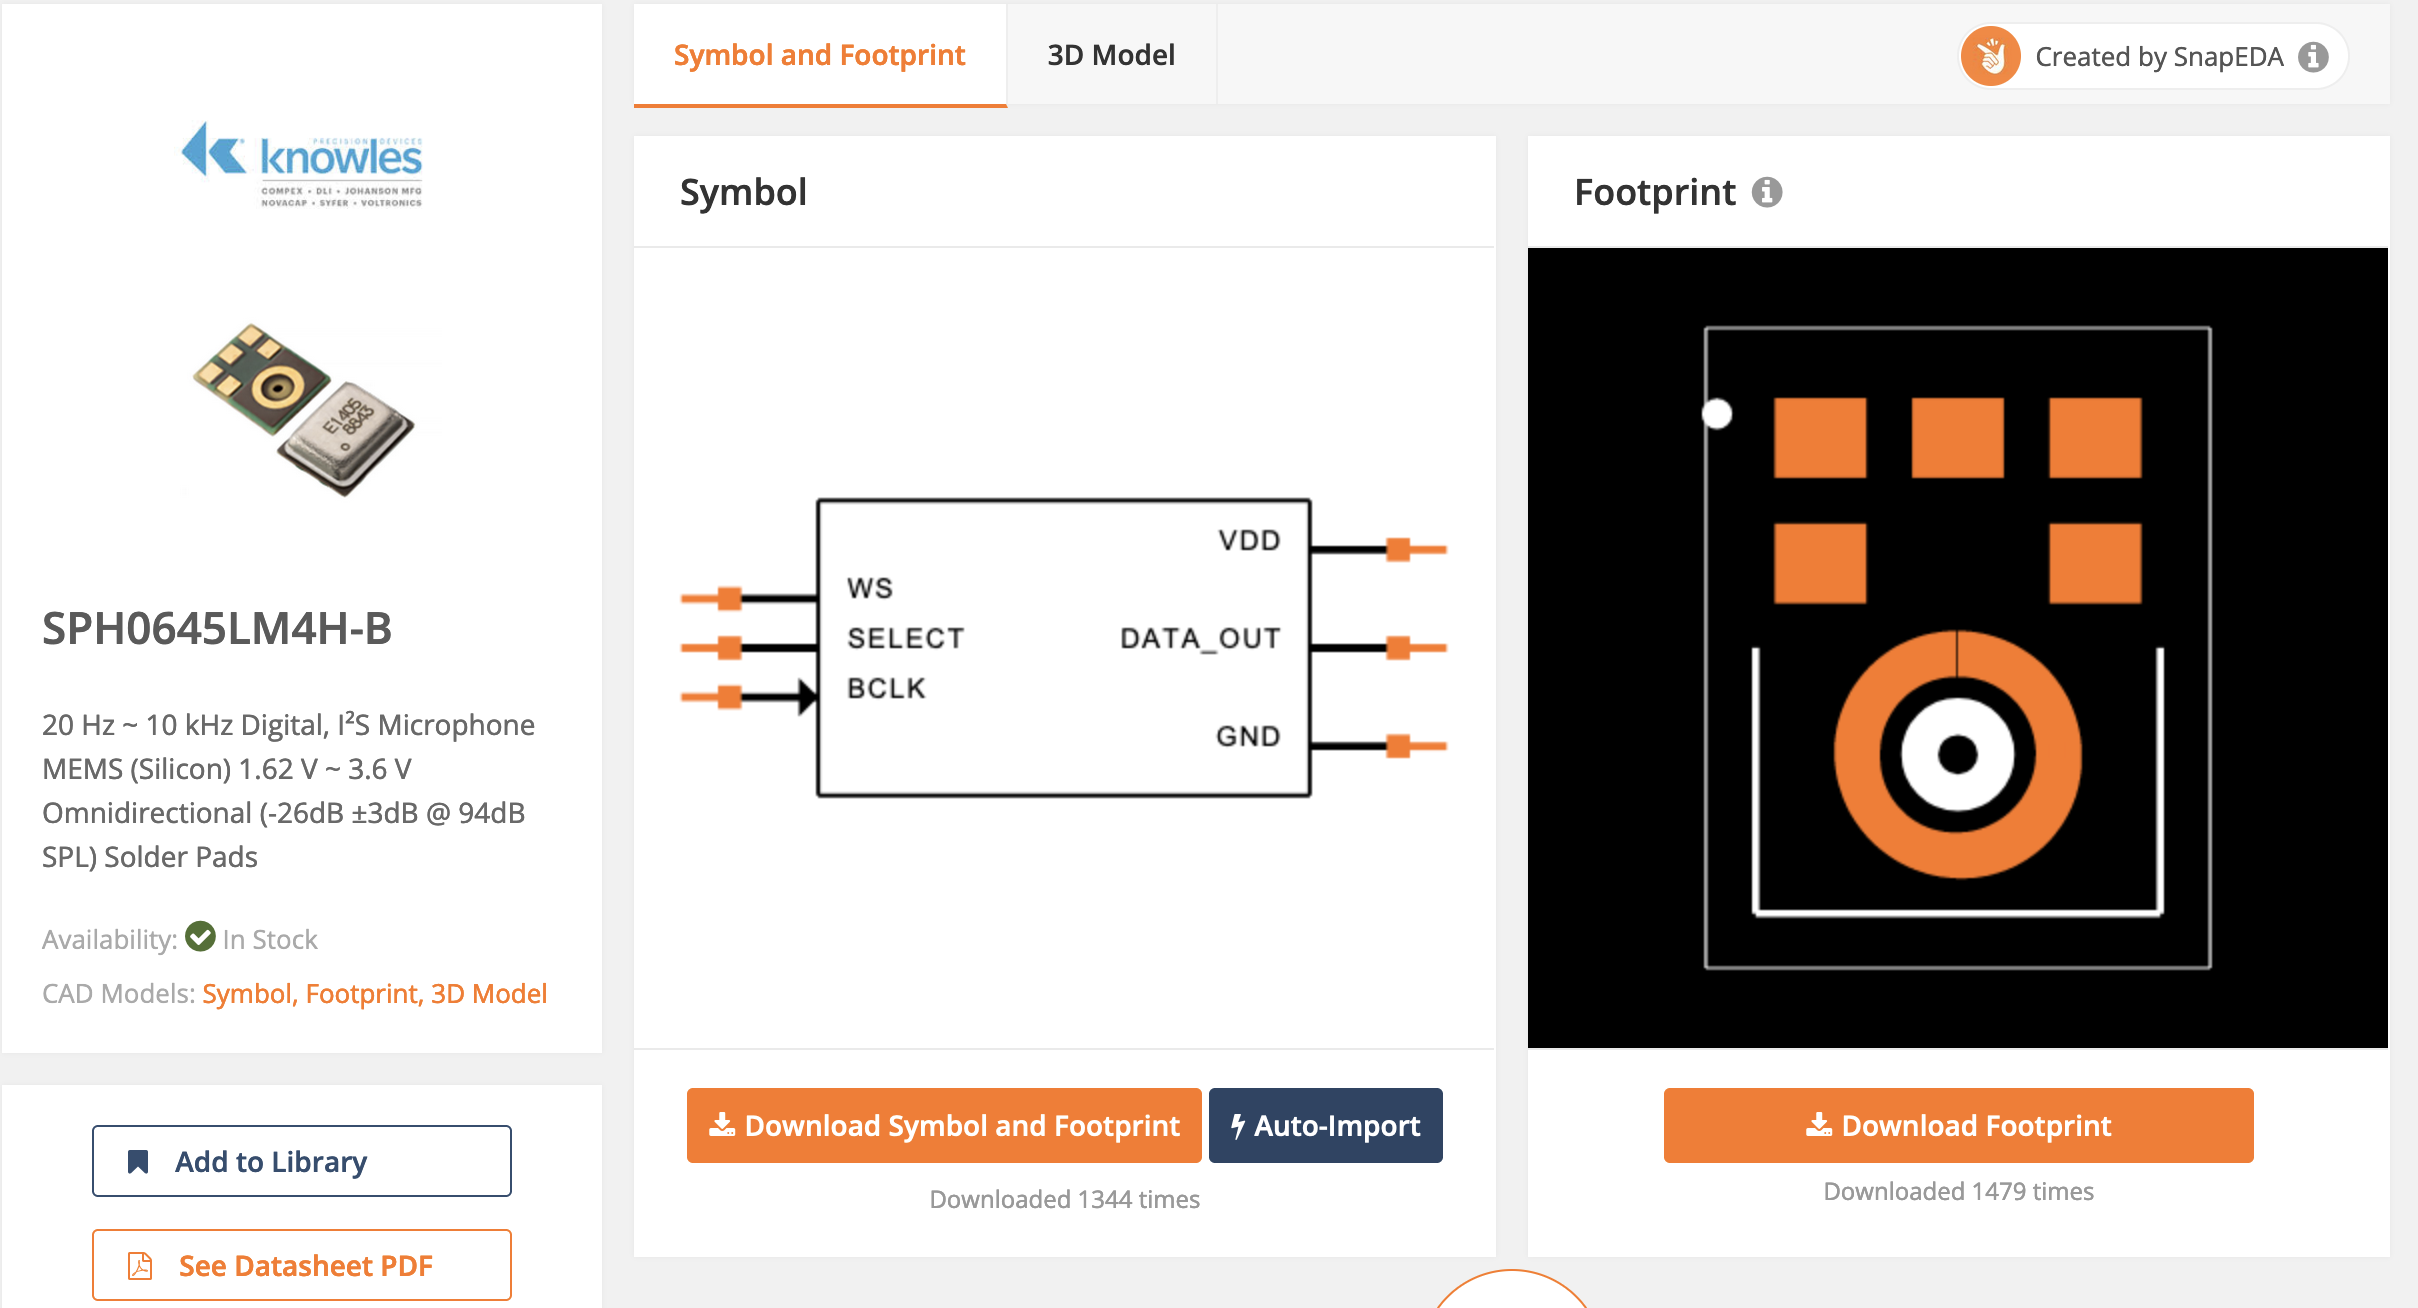 PRECISION DEVICES
knowles
COMPEX • DLI • JOHANSON MFG
NOVACAP • SYFER • VOLTRONICS
E1405
8843
SPH0645LM4H-B
20 Hz ~ 10 kHz Digital, I²S Microphone
MEMS (Silicon) 1.62 V ~ 3.6 V
Omnidirectional (-26dB ±3dB @ 94dB
SPL) Solder Pads
Availability: In Stock
CAD Models: Symbol, Footprint, 3D Model
Add to Library
See Datasheet PDF
Symbol and Footprint
3D Model
Created by SnapEDA
Symbol
VDD
WS
SELECT
DATA_OUT
BCLK
GND
Download Symbol and Footprint
Auto-Import
Downloaded 1344 times
Footprint
Download Footprint
Downloaded 1479 times